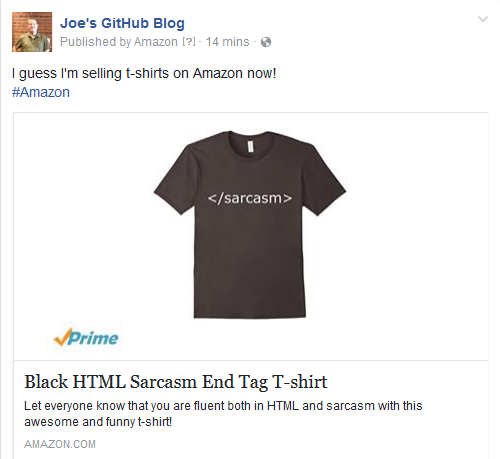 Joe's GitHub Blog
Published by Amazon [?] · 14 mins ·
I guess I'm selling t-shirts on Amazon now!
#Amazon
</sarcasm>
Prime
Black HTML Sarcasm End Tag T-shirt
Let everyone know that you are fluent both in HTML and sarcasm with this
awesome and funny t-shirt!
AMAZON.COM